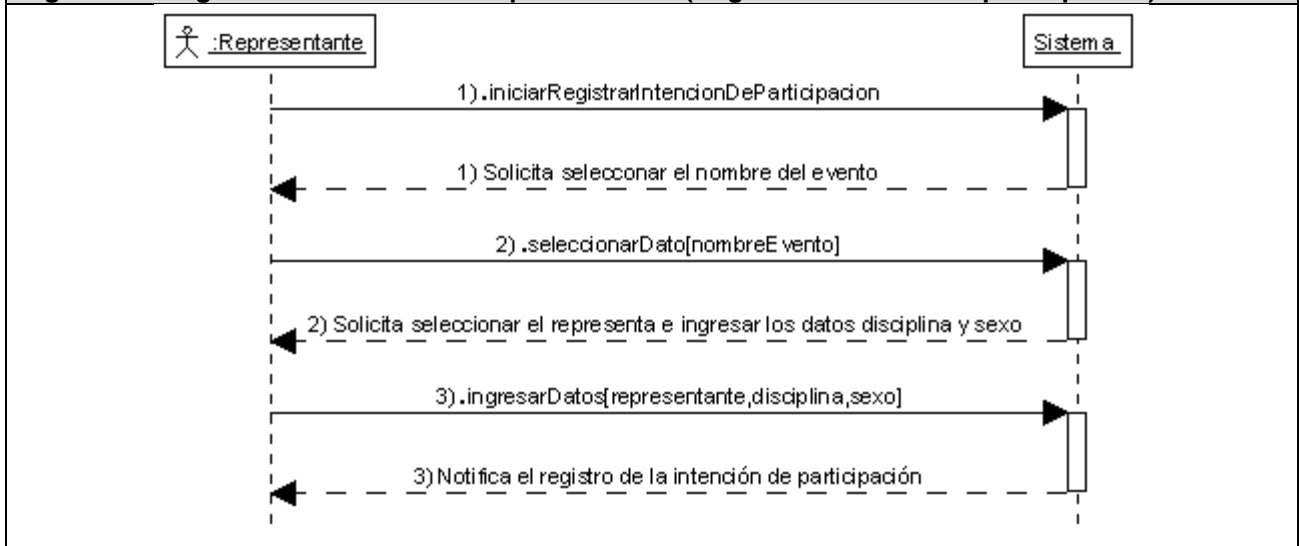 :Representante
Sistema
1).iniciarRegistrarIntencionDeParticipacion
1) Solicita selecconar el nombre del evento
2).seleccionarDato[nombreEvento]
2) Solicita seleccionar el representa e ingresar los datos disciplina y sexo
3).ingresarDatos[representante,disciplina,sexo]
3) Notifica el registro de la intención de participación